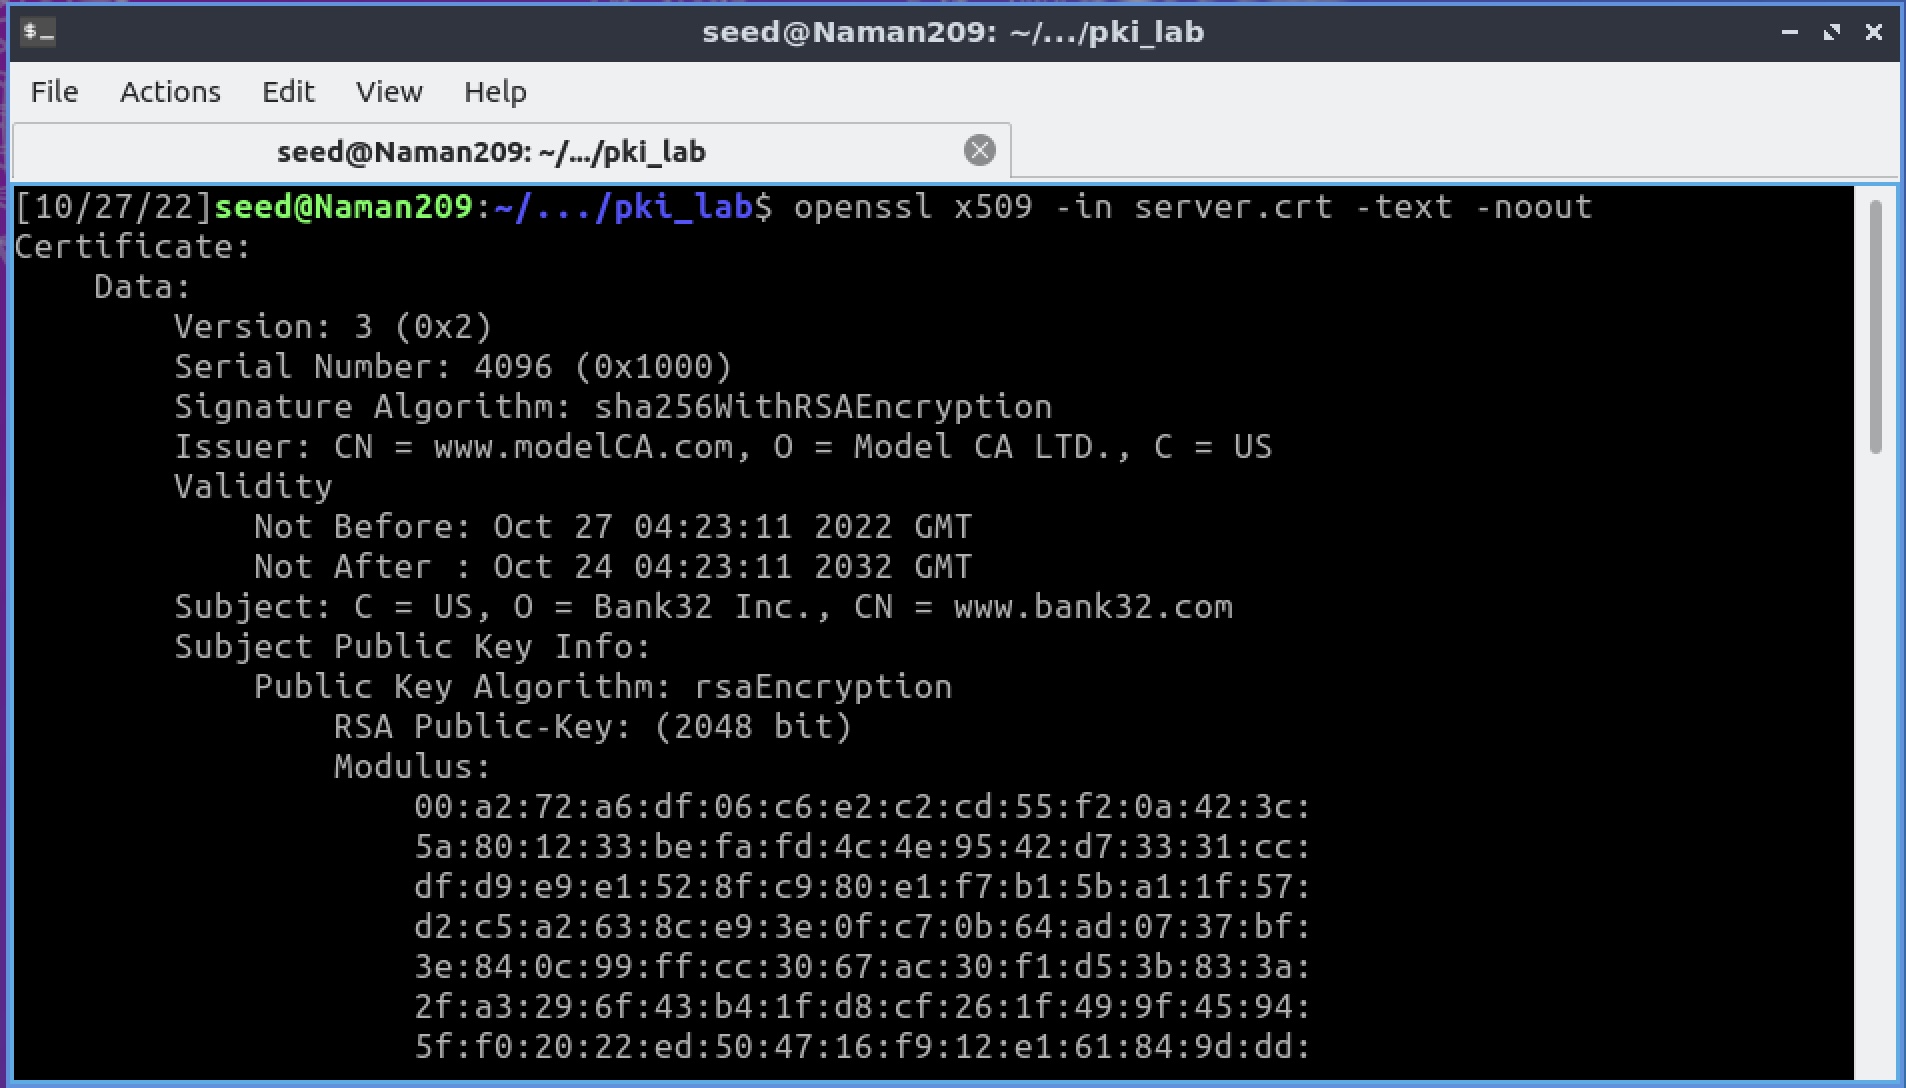 seed@Naman209: ~/.../pki_lab
File Actions Edit View Help
seed@Naman209: ~/.../pki_lab
[10/27/22]seed@Naman209:~/.../pki_lab$ openssl x509 -in server.crt -text -noout
Certificate:
    Data:
        Version: 3 (0x2)
        Serial Number: 4096 (0x1000)
        Signature Algorithm: sha256WithRSAEncryption
        Issuer: CN = www.modelCA.com, O = Model CA LTD., C = US
        Validity
            Not Before: Oct 27 04:23:11 2022 GMT
            Not After : Oct 24 04:23:11 2032 GMT
        Subject: C = US, O = Bank32 Inc., CN = www.bank32.com
        Subject Public Key Info:
            Public Key Algorithm: rsaEncryption
                RSA Public-Key: (2048 bit)
                Modulus:
                    00:a2:72:a6:df:06:c6:e2:c2:cd:55:f2:0a:42:3c:
                    5a:80:12:33:be:fa:fd:4c:4e:95:42:d7:33:31:cc:
                    df:d9:e9:e1:52:8f:c9:80:e1:f7:b1:5b:a1:1f:57:
                    d2:c5:a2:63:8c:e9:3e:0f:c7:0b:64:ad:07:37:bf:
                    3e:84:0c:99:ff:cc:30:67:ac:30:f1:d5:3b:83:3a:
                    2f:a3:29:6f:43:b4:1f:d8:cf:26:1f:49:9f:45:94:
                    5f:f0:20:22:ed:50:47:16:f9:12:e1:61:84:9d:dd: